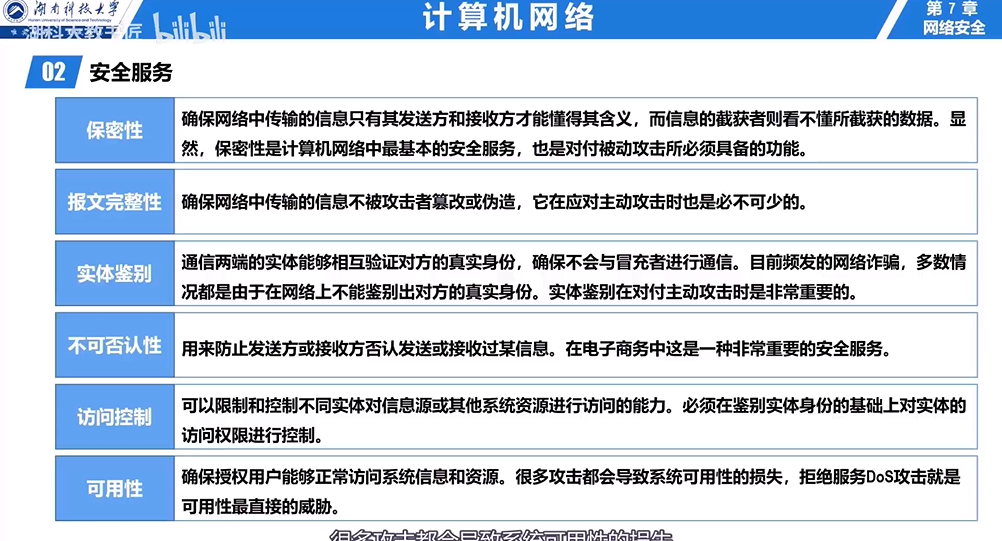 湖南科技大学
Hunan University of Science and Technology
湖科大教书匠 bilibili
计算机网络
第 7 章
网络安全
02 安全服务
保密性
确保网络中传输的信息只有其发送方和接收方才能懂得其含义，而信息的截获者则看不懂所截获的数据。显
然，保密性是计算机网络中最基本的安全服务，也是对付被动攻击所必须具备的功能。
报文完整性
确保网络中传输的信息不被攻击者篡改或伪造，它在应对主动攻击时也是必不可少的。
实体鉴别
通信两端的实体能够相互验证对方的真实身份，确保不会与冒充者进行通信。目前频发的网络诈骗，多数情
况都是由于在网络上不能鉴别出对方的真实身份。实体鉴别在对付主动攻击时是非常重要的。
不可否认性
用来防止发送方或接收方否认发送或接收过某信息。在电子商务中这是一种非常重要的安全服务。
访问控制
可以限制和控制不同实体对信息源或其他系统资源进行访问的能力。必须在鉴别实体身份的基础上对实体的
访问权限进行控制。
可用性
确保授权用户能够正常访问系统信息和资源。很多攻击都会导致系统可用性的损失，拒绝服务DoS攻击就是
可用性最直接的威胁。
很多攻击都会导致系统可用性的损失